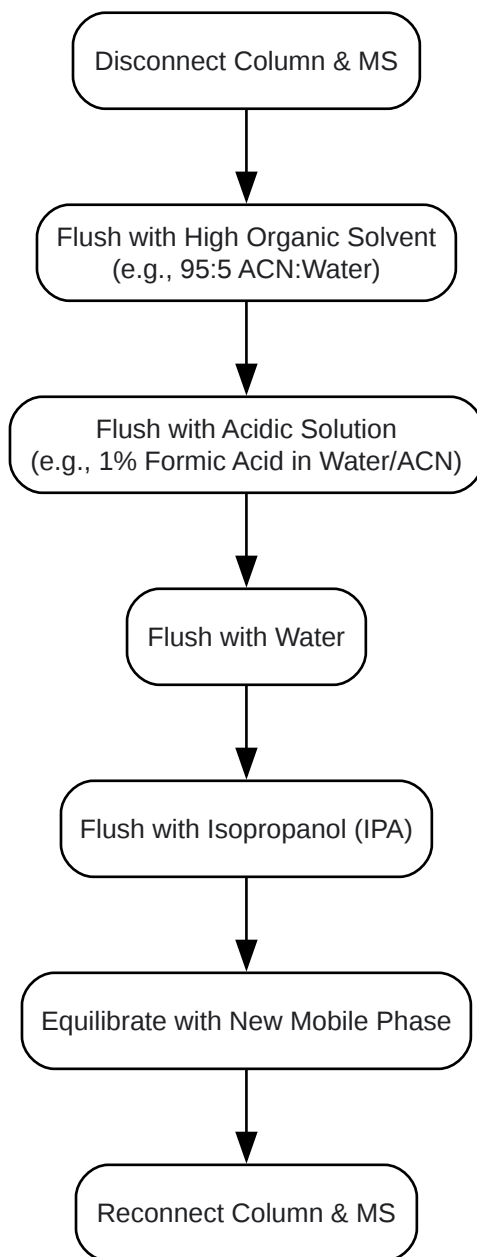 Disconnect Column & MS
Flush with High Organic Solvent
(e.g., 95:5 ACN:Water)
Flush with Acidic Solution
(e.g., 1% Formic Acid in Water/ACN)
Flush with Water
Flush with Isopropanol (IPA)
Equilibrate with New Mobile Phase
Reconnect Column & MS